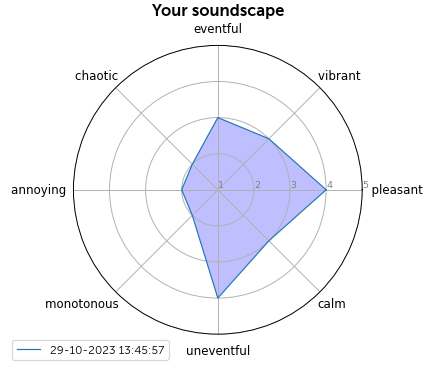 Your soundscape
eventful
chaotic
vibrant
annoying
1 2 3 4 5
pleasant
monotonous
calm
29-10-2023 13:45:57
uneventful